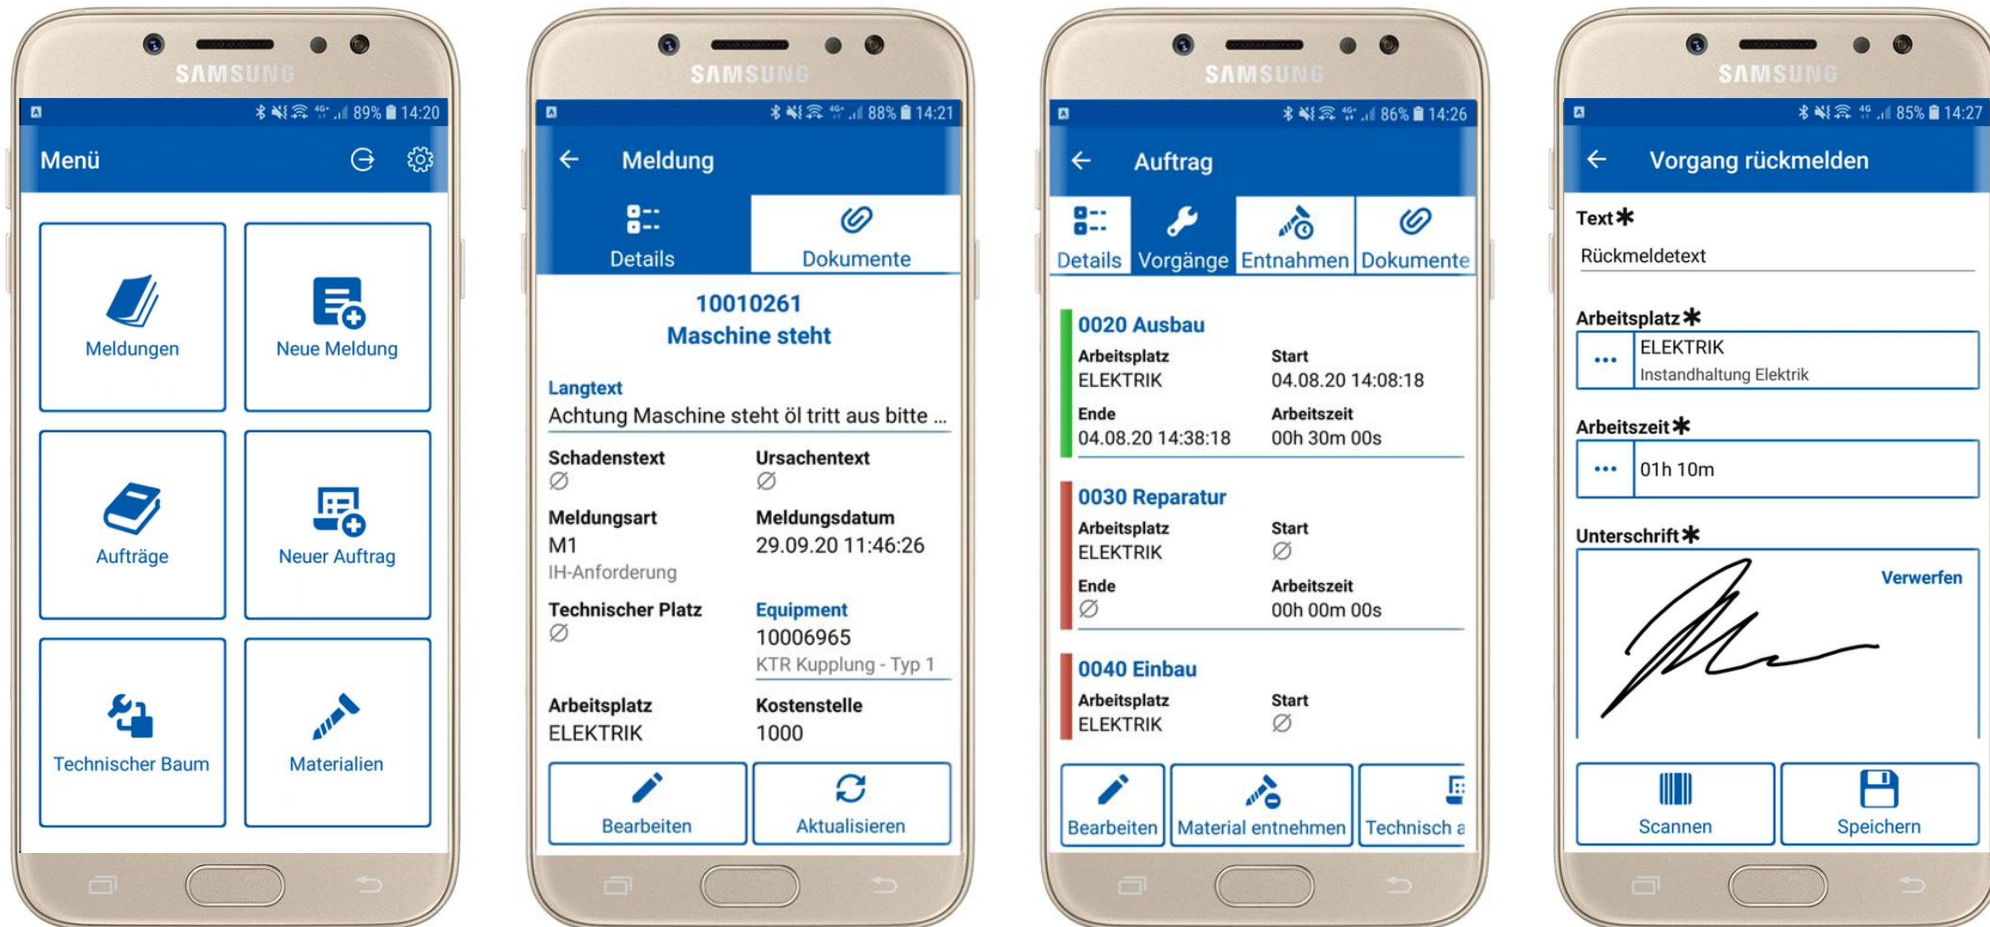 SAMSUNG
89% 14:20
Menü
Meldungen
Neue Meldung
Aufträge
Neuer Auftrag
Technischer Baum
Materialien
SAMSUNG
4G+ 88% 14:21
Meldung
Details
Dokumente
10010261
Maschine steht
Langtext
Achtung Maschine steht öl tritt aus bitte ...
Schadenstext
Ursachentext
∅
∅
Meldungsart
Meldungsdatum
M1
29.09.20 11:46:26
IH-Anforderung
Technischer Platz
Equipment
∅
10006965
KTR Kupplung - Typ 1
Arbeitsplatz
Kostenstelle
ELEKTRIK
1000
Bearbeiten
Aktualisieren
SAMSUNG
4G+ 86% 14:26
Auftrag
Details
Vorgänge
Entnahmen
Dokumente
0020 Ausbau
Arbeitsplatz
Start
ELEKTRIK
04.08.20 14:08:18
Ende
Arbeitszeit
04.08.20 14:38:18
00h 30m 00s
0030 Reparatur
Arbeitsplatz
Start
ELEKTRIK
∅
Ende
Arbeitszeit
∅
00h 00m 00s
0040 Einbau
Arbeitsplatz
Start
ELEKTRIK
∅
Bearbeiten
Material entnehmen
Technisch a
SAMSUNG
4G 85% 14:27
Vorgang rückmelden
Text✱
Rückmeldetext
Arbeitsplatz✱
ELEKTRIK
Instandhaltung Elektrik
Arbeitszeit✱
01h 10m
Unterschrift✱
Verwerfen
Scannen
Speichern